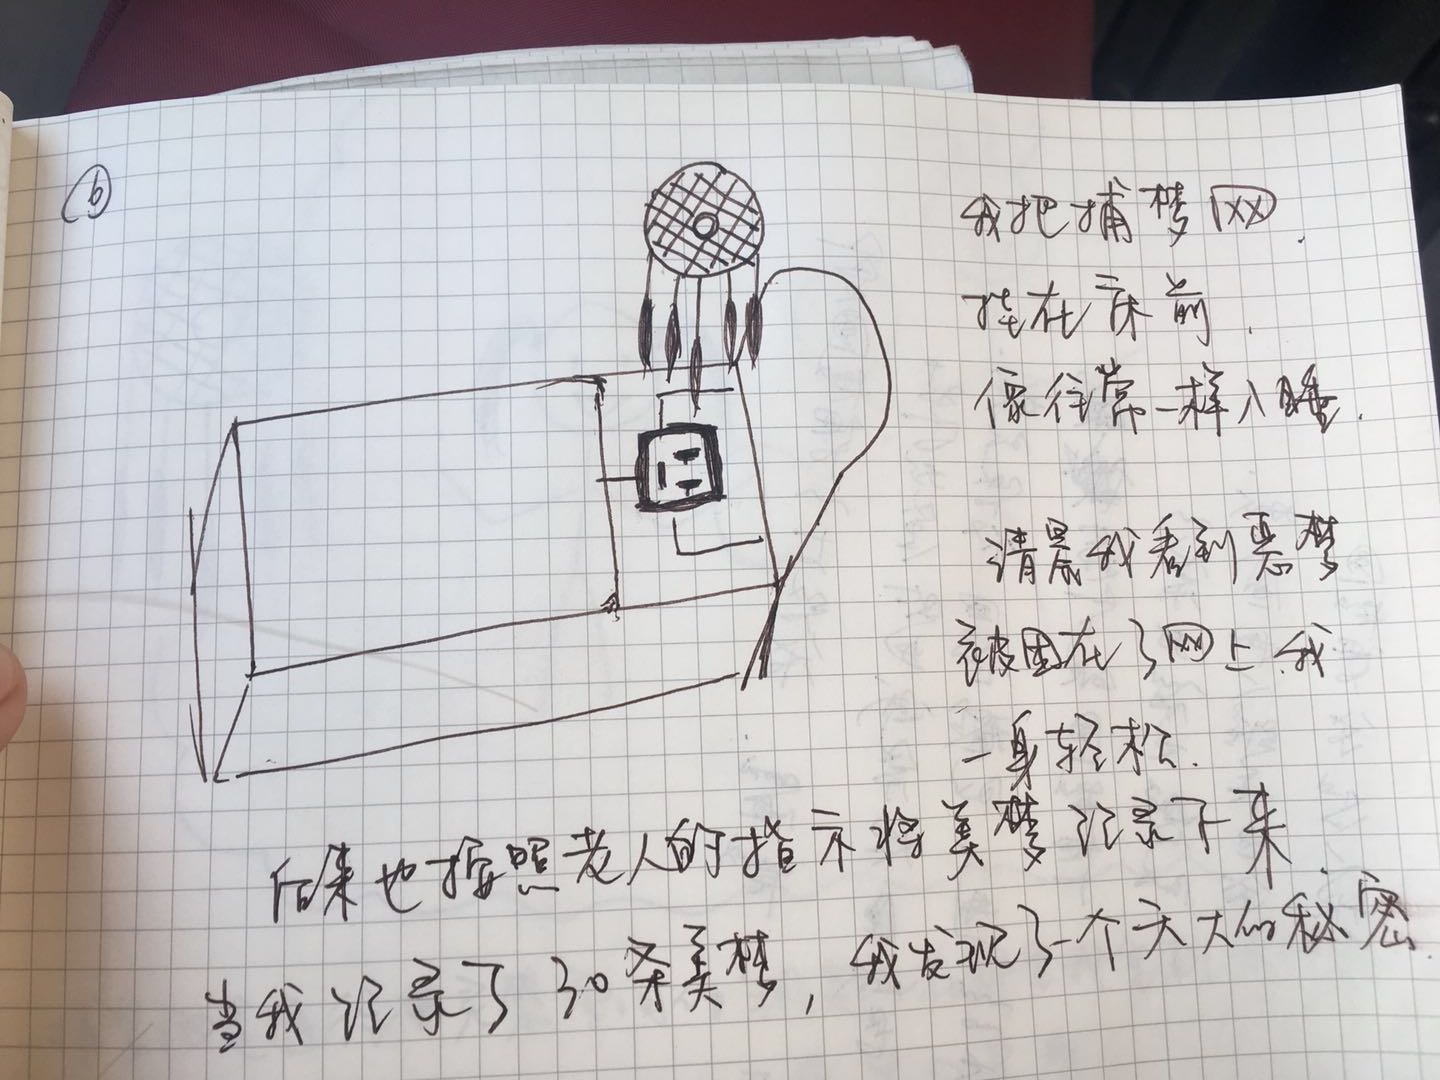 6
我把捕梦网.
挂在床前.
像往常一样入睡.
清晨我看到恶梦
被困在了网上.我
一身轻松.
后来也按照老人的指示将美梦记录下来.
当我记录了30条美梦,我发现了一个天大的秘密.